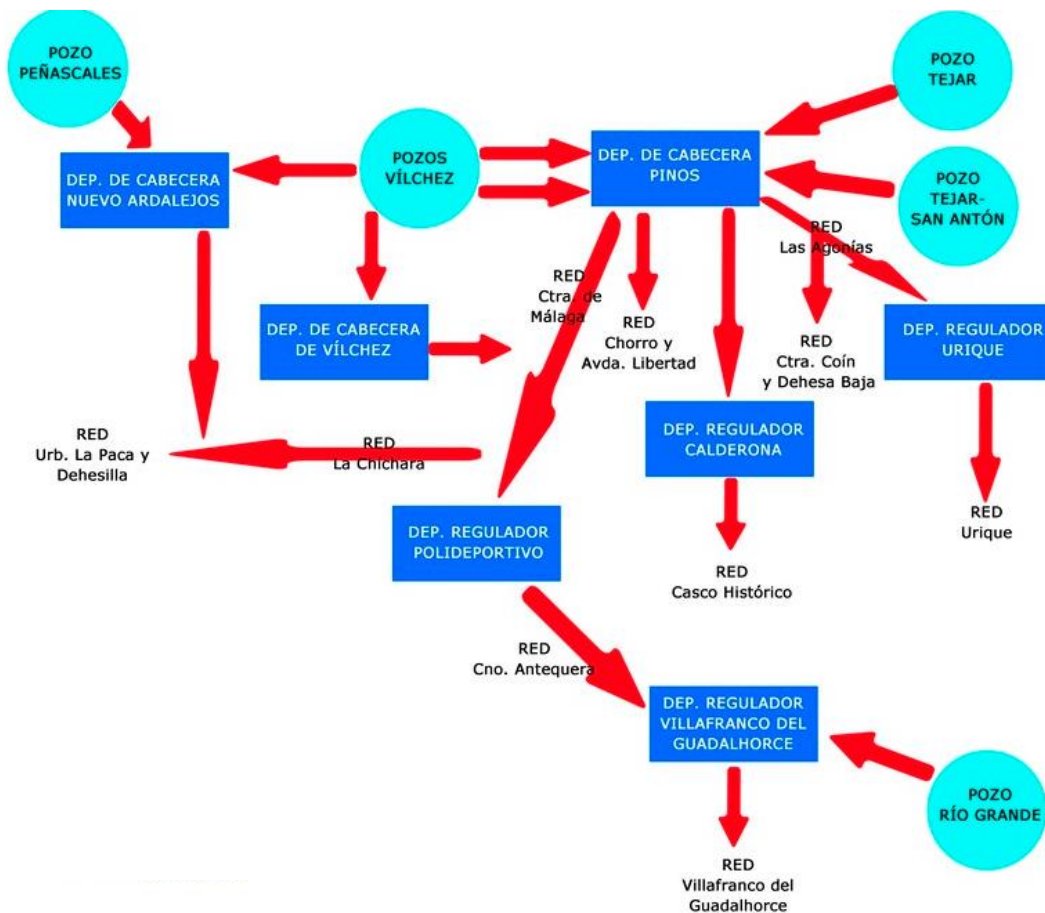 POZO
PEÑASCALES
POZO
TEJAR
POZOS
VÍLCHEZ
DEP. DE CABECERA
PINOS
DEP. DE CABECERA
NUEVO ARDALEJOS
POZO
TEJAR-
SAN ANTÓN
RED
Las Agonías
RED
Ctra. de
Málaga
DEP. DE CABECERA
DE VÍLCHEZ
RED
Chorro y
Avda. Libertad
RED
Ctra. Coín
y Dehesa Baja
DEP. REGULADOR
URIQUE
RED
Urb. La Paca y
Dehesilla
RED
La Chichara
DEP. REGULADOR
CALDERONA
DEP. REGULADOR
POLIDEPORTIVO
RED
Urique
RED
Casco Histórico
RED
Cno. Antequera
DEP. REGULADOR
VILLAFRANCO DEL
GUADALHORCE
POZO
RÍO GRANDE
RED
Villafranco del
Guadalhorce